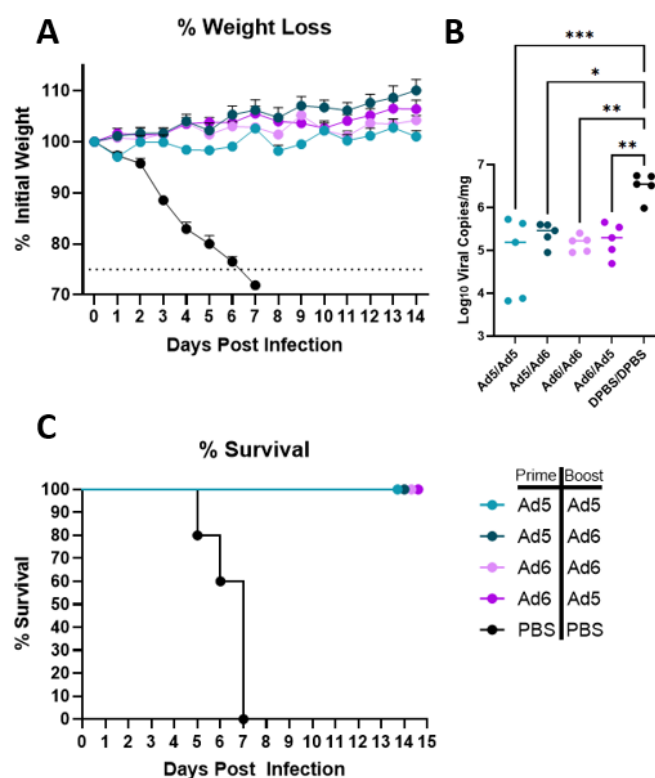 A
% Weight Loss
% Initial Weight
110
100
90
80
70
0 1 2 3 4 5 6 7 8 9 10 11 12 13 14
Days Post Infection
B
***
*
**
**
Log₁₀ Viral Copies/mg
7
6
5
4
3
Ad5/Ad5
Ad5/Ad6
Ad6/Ad6
Ad6/Ad5
DPBS/DPBS
C
% Survival
% Survival
100
90
80
70
60
50
40
30
20
10
0
0 1 2 3 4 5 6 7 8 9 10 11 12 13 14 15
Days Post Infection
Prime Boost
Ad5 Ad5
Ad5 Ad6
Ad6 Ad6
Ad6 Ad5
PBS PBS